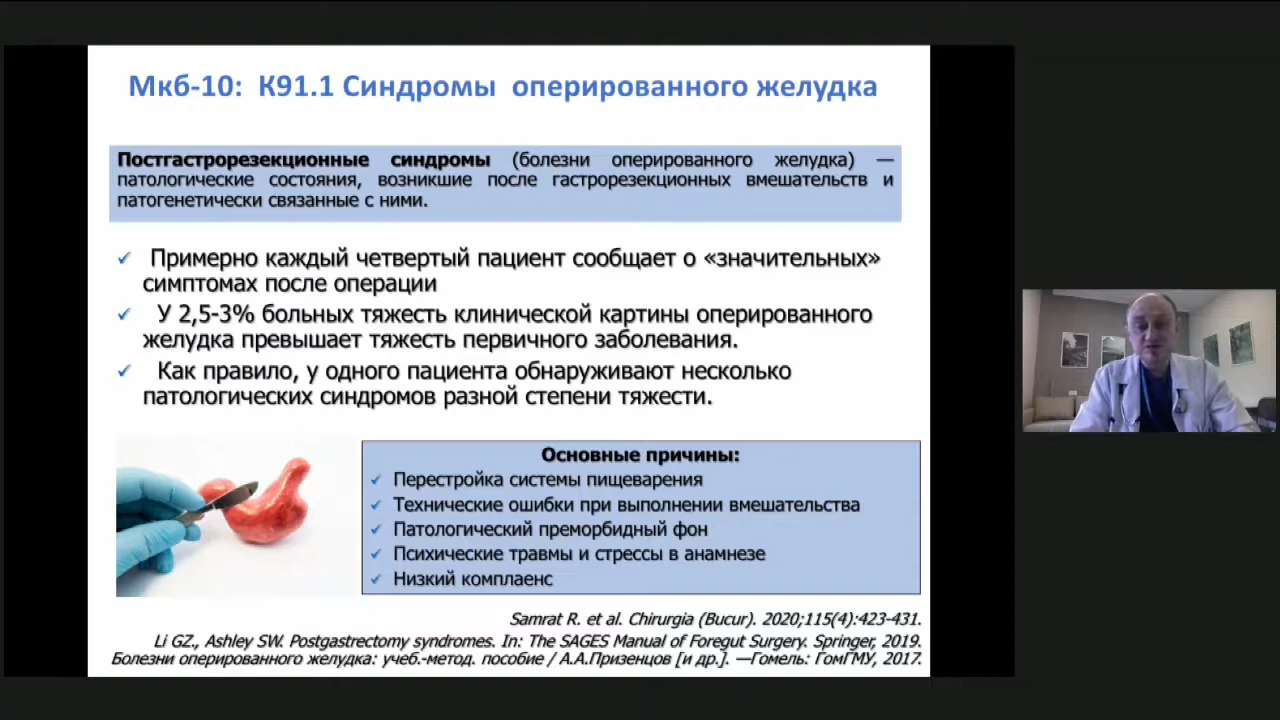 Мкб-10: К91.1 Синдромы оперированного желудка
Постгастрорезекционные синдромы (болезни оперированного желудка) —
патологические состояния, возникшие после гастрорезекционных вмешательств и
патогенетически связанные с ними.
✓ Примерно каждый четвертый пациент сообщает о «значительных»
симптомах после операции
✓ У 2,5-3% больных тяжесть клинической картины оперированного
желудка превышает тяжесть первичного заболевания.
✓ Как правило, у одного пациента обнаруживают несколько
патологических синдромов разной степени тяжести.
Основные причины:
✓ Перестройка системы пищеварения
✓ Технические ошибки при выполнении вмешательства
✓ Патологический преморбидный фон
✓ Психические травмы и стрессы в анамнезе
✓ Низкий комплаенс
Samrat R. et al. Chirurgia (Bucur). 2020;115(4):423-431.
Li GZ., Ashley SW. Postgastrectomy syndromes. In: The SAGES Manual of Foregut Surgery. Springer, 2019.
Болезни оперированного желудка: учеб.-метод. пособие / А.А.Призенцов [и др.]. —Гомель: ГомГМУ, 2017.